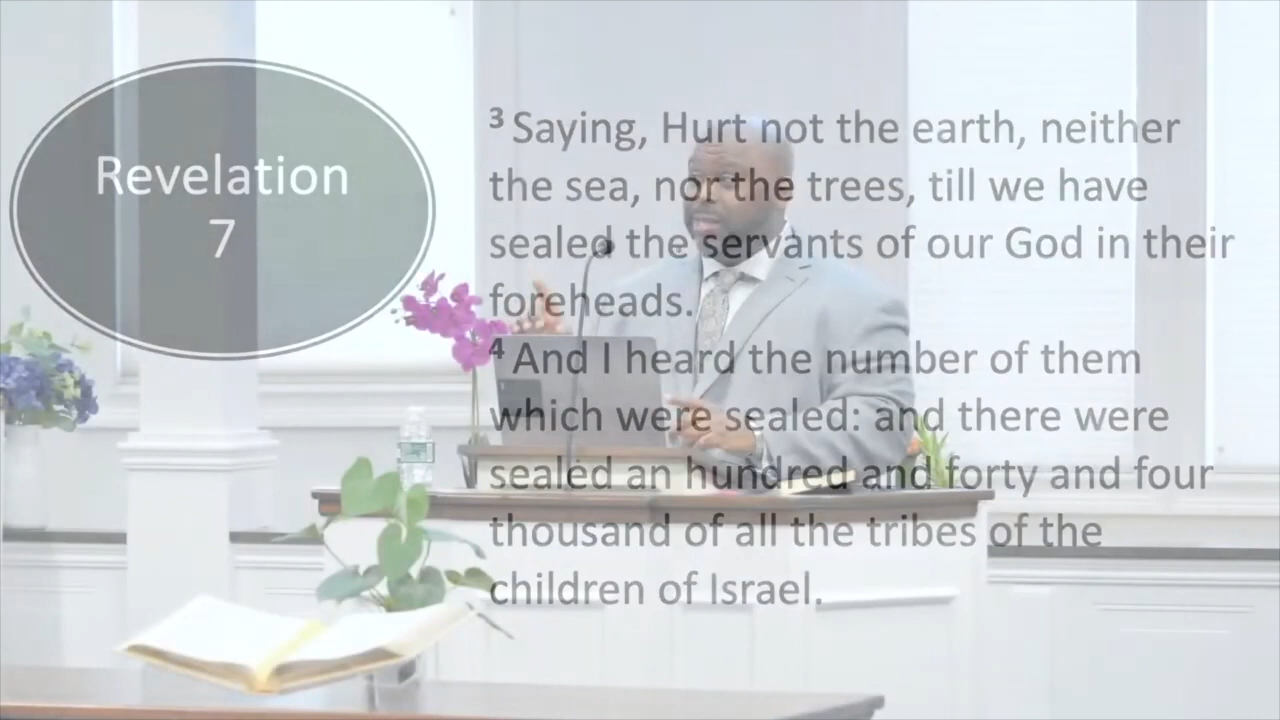 Revelation
7
3 Saying, Hurt not the earth, neither
the sea, nor the trees, till we have
sealed the servants of our God in their
foreheads.
4 And I heard the number of them
which were sealed: and there were
sealed an hundred and forty and four
thousand of all the tribes of the
children of Israel.